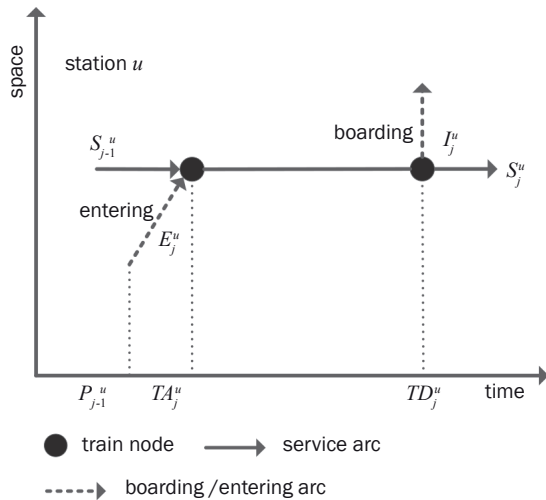 space
station u
boarding
I_j^u
S_{j-1}^u
S_j^u
entering
E_j^u
P_{j-1}^u
TA_j^u
TD_j^u
time
train node
service arc
boarding /entering arc